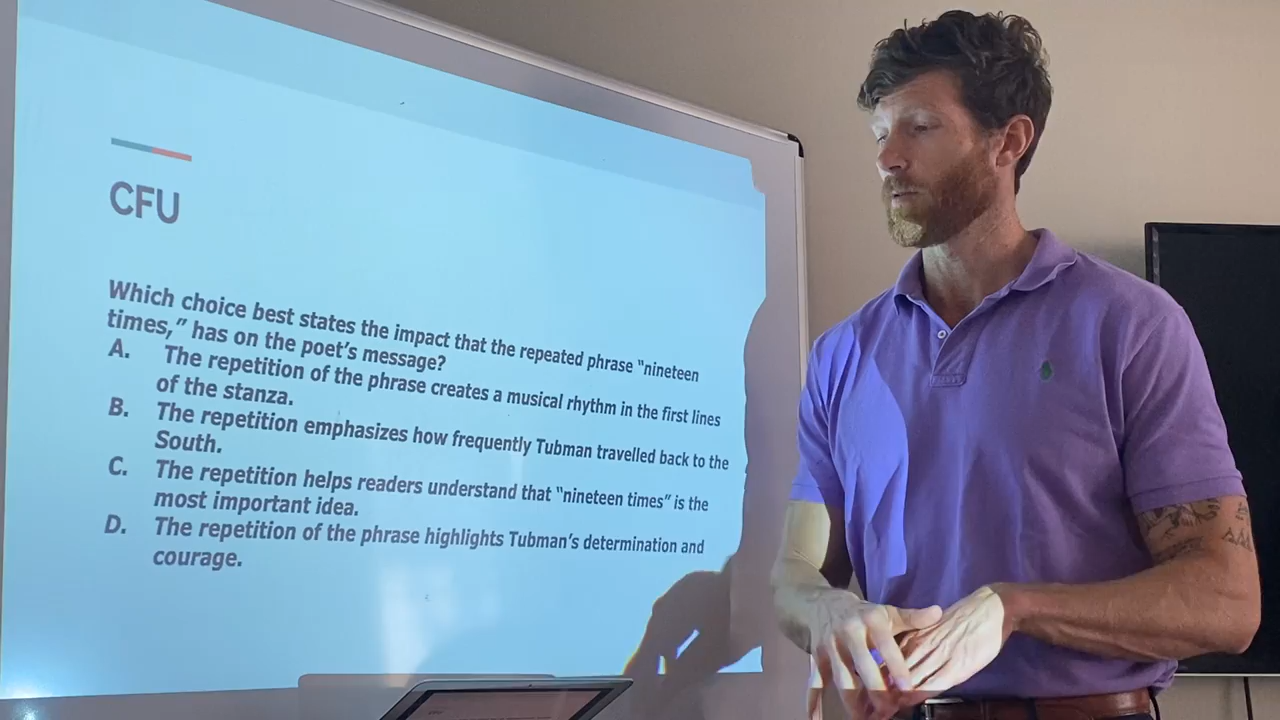 CFU
Which choice best states the impact that the repeated phrase “nineteen
times,” has on the poet’s message?
A. The repetition of the phrase creates a musical rhythm in the first lines
of the stanza.
B. The repetition emphasizes how frequently Tubman travelled back to the
South.
C. The repetition helps readers understand that “nineteen times” is the
most important idea.
D. The repetition of the phrase highlights Tubman’s determination and
courage.